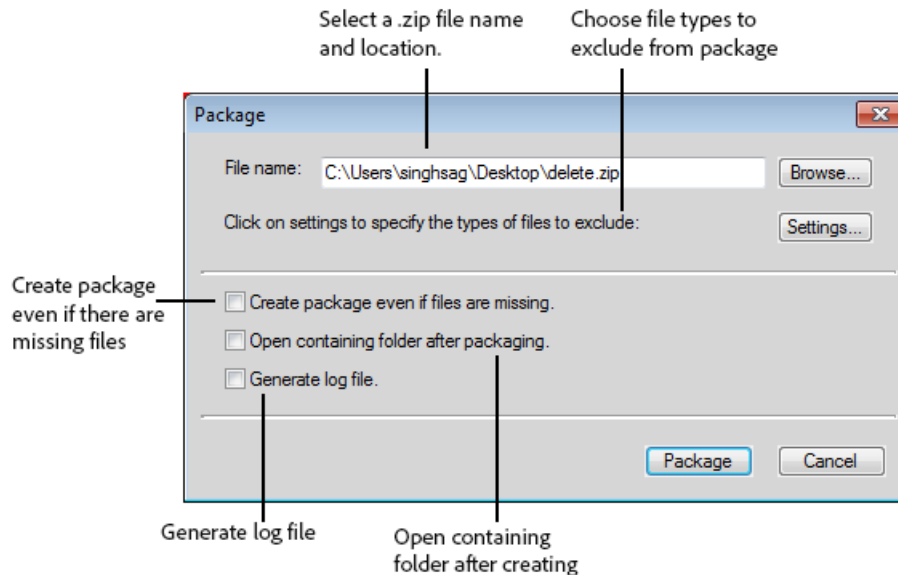 Select a .zip file name
and location.
Choose file types to
exclude from package
Package
File name:
C:\Users\singhsag\Desktop\delete.zip
Browse...
Click on settings to specify the types of files to exclude:
Settings...
Create package
even if there are
missing files
Create package even if files are missing.
Open containing folder after packaging.
Generate log file.
Package
Cancel
Generate log file
Open containing
folder after creating